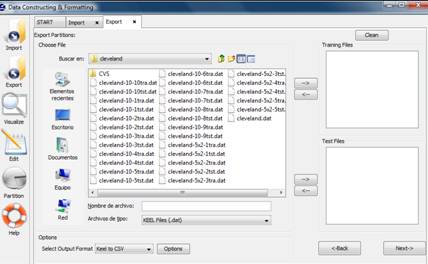 Data Constructing & Formatting
START
Import
Export
Export Partitions:
Clean
Choose File
Training Files
Buscar en:
cleveland
CVS
cleveland-10-10tra.dat
cleveland-10-10tst.dat
cleveland-10-1tra.dat
cleveland-10-1tst.dat
cleveland-10-2tra.dat
cleveland-10-2tst.dat
cleveland-10-3tra.dat
cleveland-10-3tst.dat
cleveland-10-4tra.dat
cleveland-10-4tst.dat
cleveland-10-5tra.dat
cleveland-10-5tst.dat
cleveland-10-6tra.dat
cleveland-10-6tst.dat
cleveland-10-7tra.dat
cleveland-10-7tst.dat
cleveland-10-8tra.dat
cleveland-10-8tst.dat
cleveland-10-9tra.dat
cleveland-10-9tst.dat
cleveland-5x2-1tra.dat
cleveland-5x2-1tst.dat
cleveland-5x2-2tra.dat
cleveland-5x2-2tst.dat
cleveland-5x2-3tra.dat
cleveland-5x2-3tst.
cleveland-5x2-4tra.
cleveland-5x2-4tst.
cleveland-5x2-5tra.
cleveland-5x2-5tst.
cleveland.dat
Elementos recientes
Escritorio
Documentos
Equipo
Red
Import
Export
Visualize
Edit
Partition
Help
-->
<--
Test Files
-->
<--
Nombre de archivo:
Archivos de tipo:
KEEL Files (.dat)
Options
Select Output Format
Keel to CSV
Options
<-Back
Next->